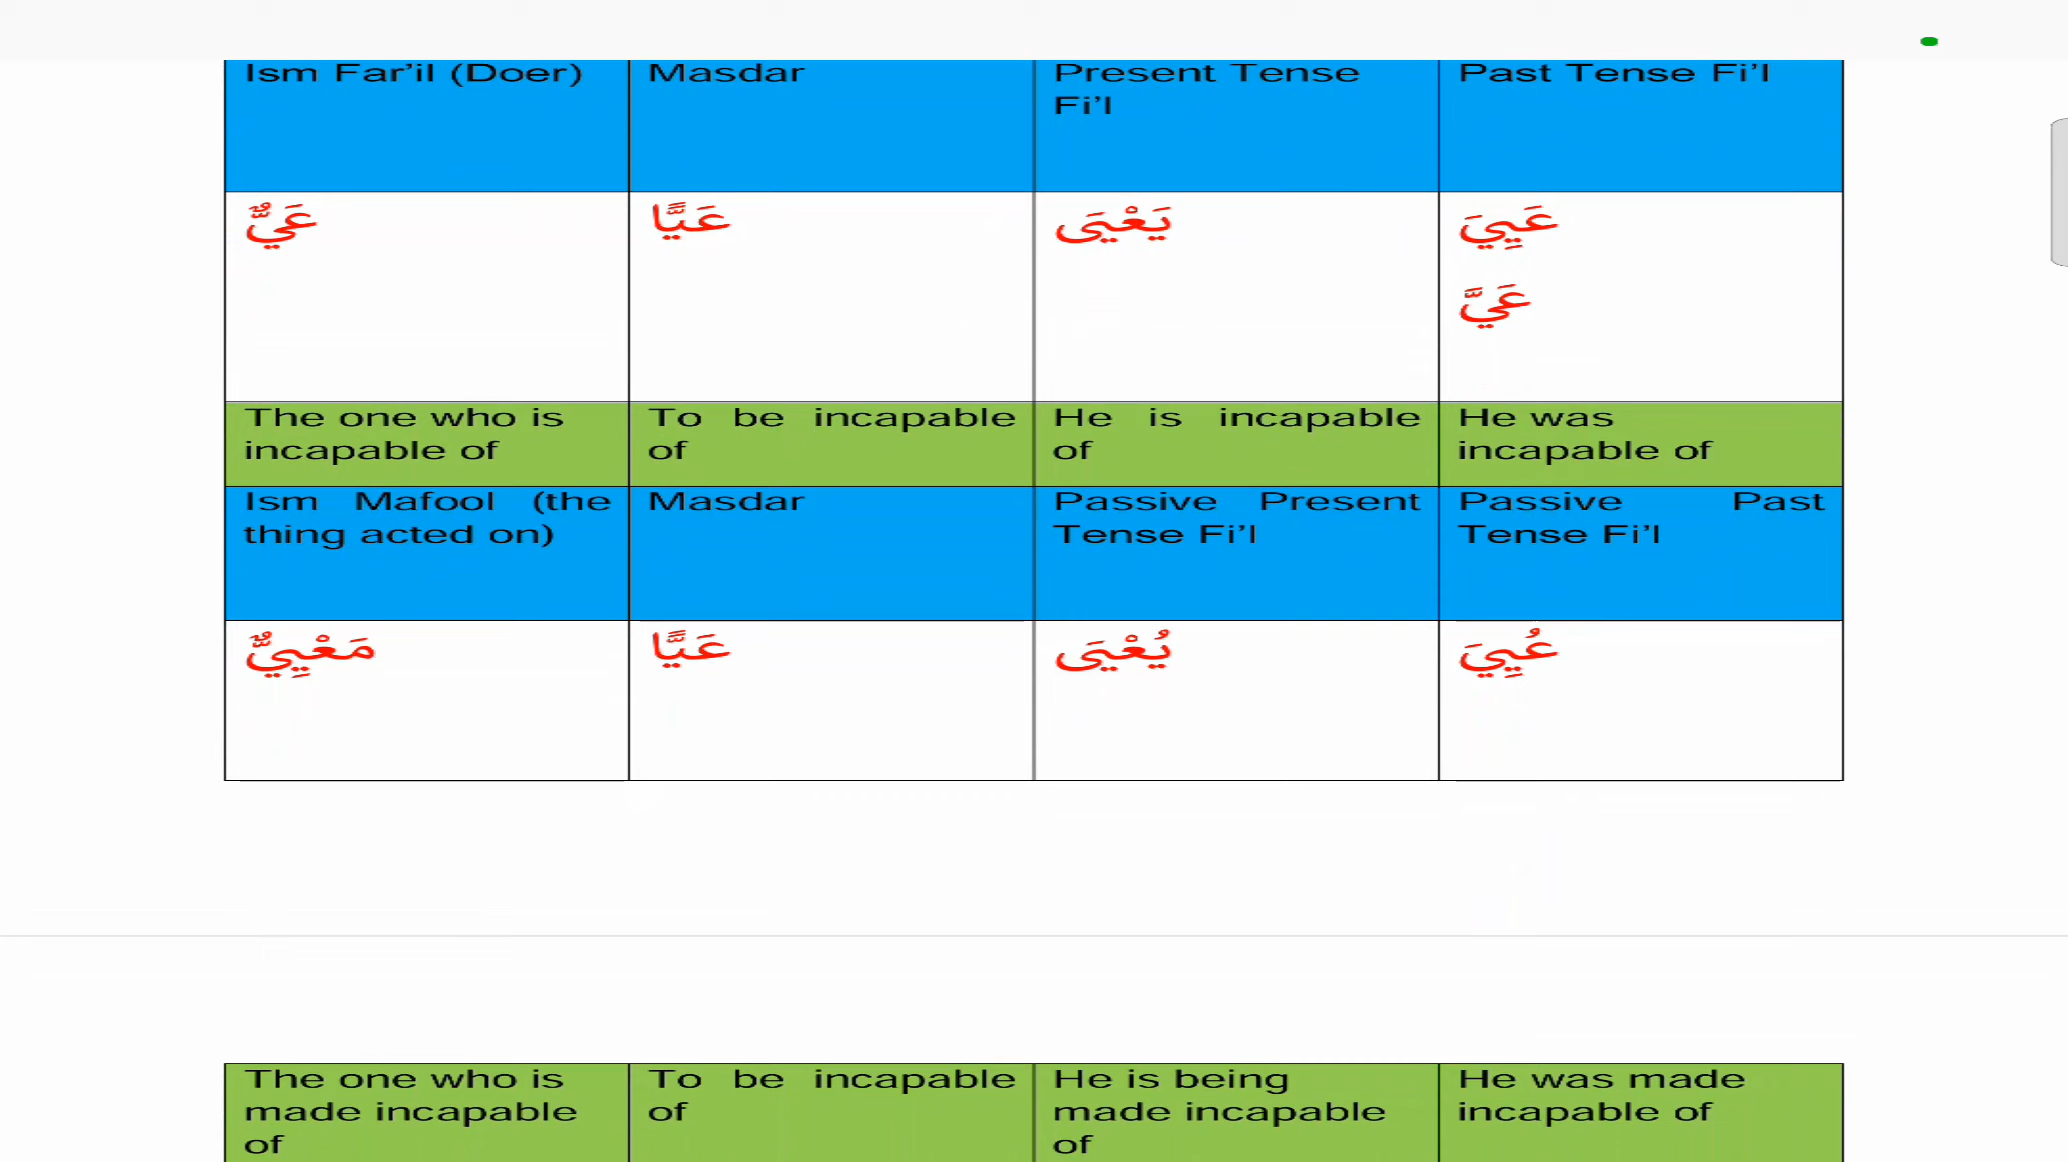 Ism Far’il (Doer)
Masdar
Present Tense
Fi’l
Past Tense Fi’l
عَيٌّ
عَيًّا
يَعْيَى
عَيِيَ
عَيَّ
The one who is
incapable of
To be incapable
of
He is incapable
of
He was
incapable of
Ism Mafool (the
thing acted on)
Masdar
Passive Present
Tense Fi’l
Passive Past
Tense Fi’l
مَعْيِيٌّ
عَيًّا
يُعْيَى
عُيِيَ
The one who is
made incapable
of
To be incapable
of
He is being
made incapable
of
He was made
incapable of